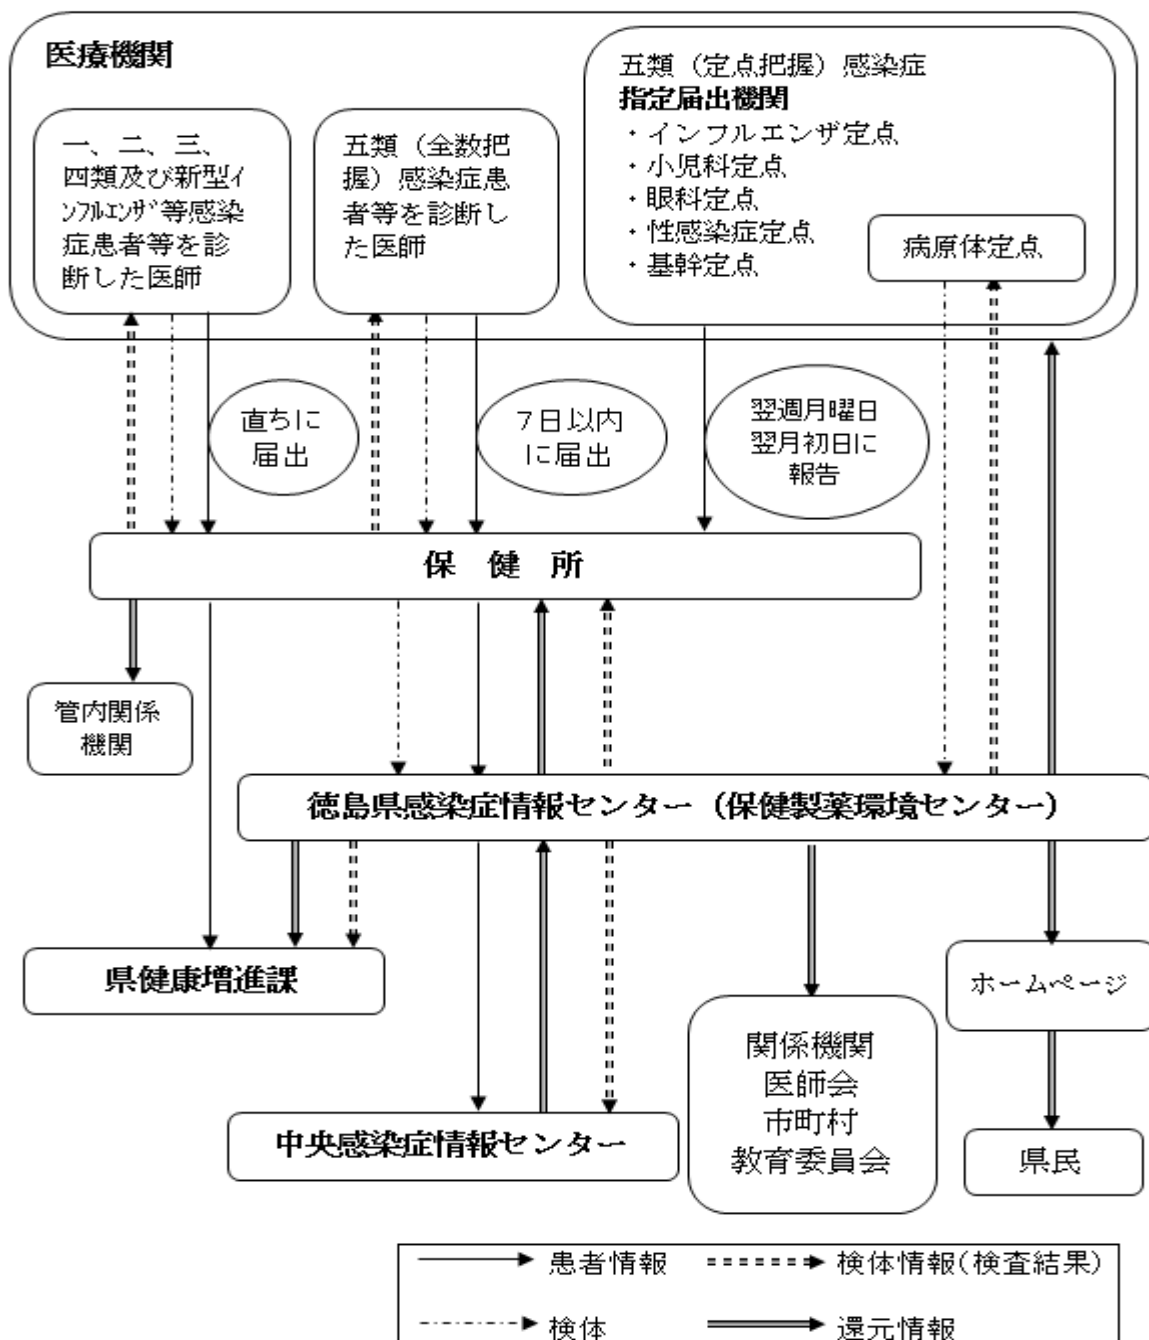 医療機関
一、二、三、
四類及び新型イ
ンフルエンザ等感染
症患者等を診
断した医師
五類（全数把
握）感染症患
者等を診断し
た医師
五類（定点把握）感染症
指定届出機関
・インフルエンザ定点
・小児科定点
・眼科定点
・性感染症定点
・基幹定点
病原体定点
直ちに
届出
７日以内
に届出
翌週月曜日
翌月初日に
報告
保　健　所
管内関係
機関
徳島県感染症情報センター（保健製薬環境センター）
県健康増進課
ホームページ
関係機関
医師会
市町村
教育委員会
中央感染症情報センター
県民
患者情報
検体情報(検査結果)
検体
還元情報